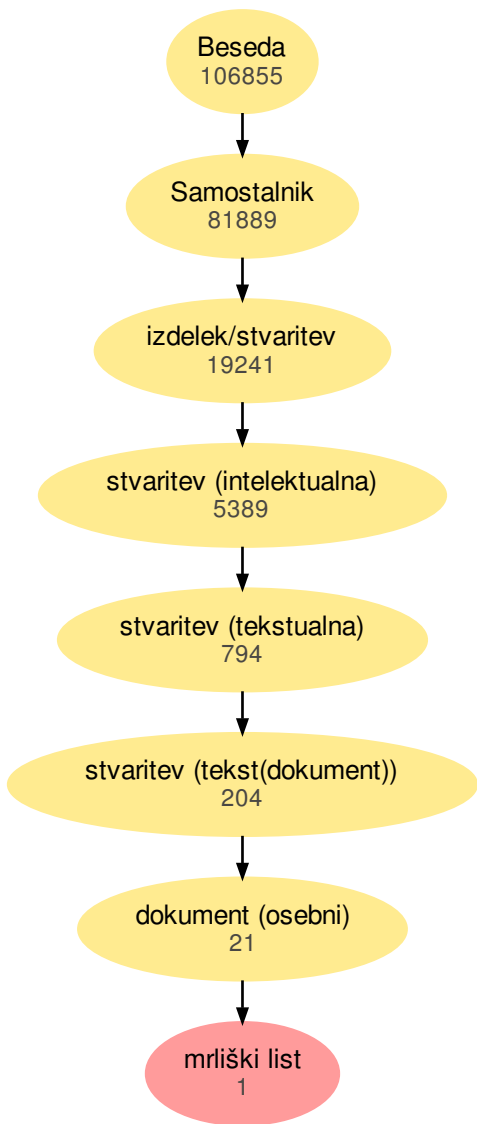 Beseda
106855
Samostalnik
81889
izdelek/stvaritev
19241
stvaritev (intelektualna)
5389
stvaritev (tekstualna)
794
stvaritev (tekst(dokument))
204
dokument (osebni)
21
mrliški list
1